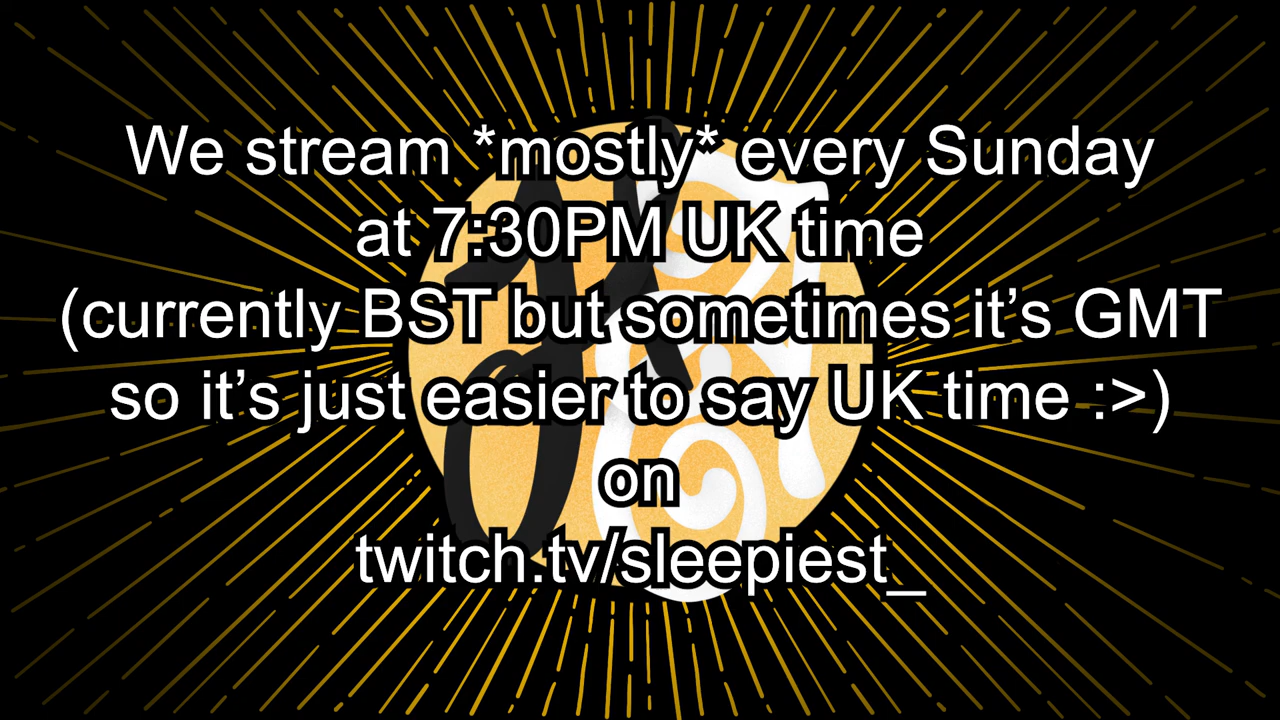 We stream *mostly* every Sunday
at 7:30PM UK time
(currently BST but sometimes it’s GMT
so it’s just easier to say UK time :>)
on
twitch.tv/sleepiest_